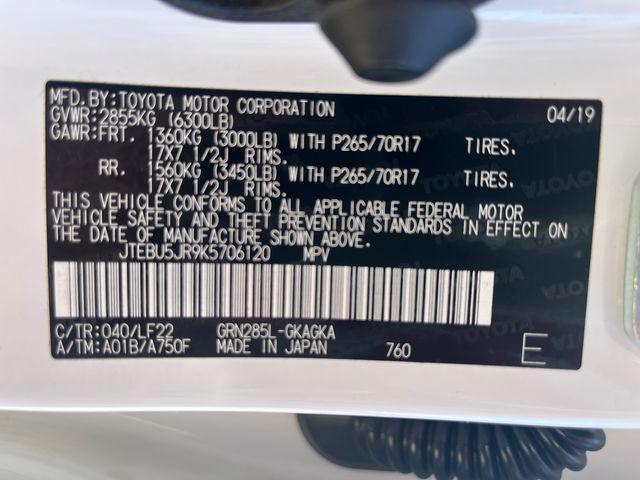 MFD.BY:TOYOTA MOTOR CORPORATION 04/19
GVWR:2855KG (6300LB)
GAWR:FRT. 1360KG (3000LB) WITH P265/70R17 TIRES.
17X7 1/2J RIMS.
RR. 1560KG (3450LB) WITH P265/70R17 TIRES.
17X7 1/2J RIMS.
THIS VEHICLE CONFORMS TO ALL APPLICABLE FEDERAL MOTOR
VEHICLE SAFETY AND THEFT PREVENTION STANDARDS IN EFFECT ON
THE DATE OF MANUFACTURE SHOWN ABOVE.
JTEBU5JR9K5706120 MPV
C/TR:040/LF22 GRN285L-GKAGKA
A/TM:A01B/A750F MADE IN JAPAN 760 E